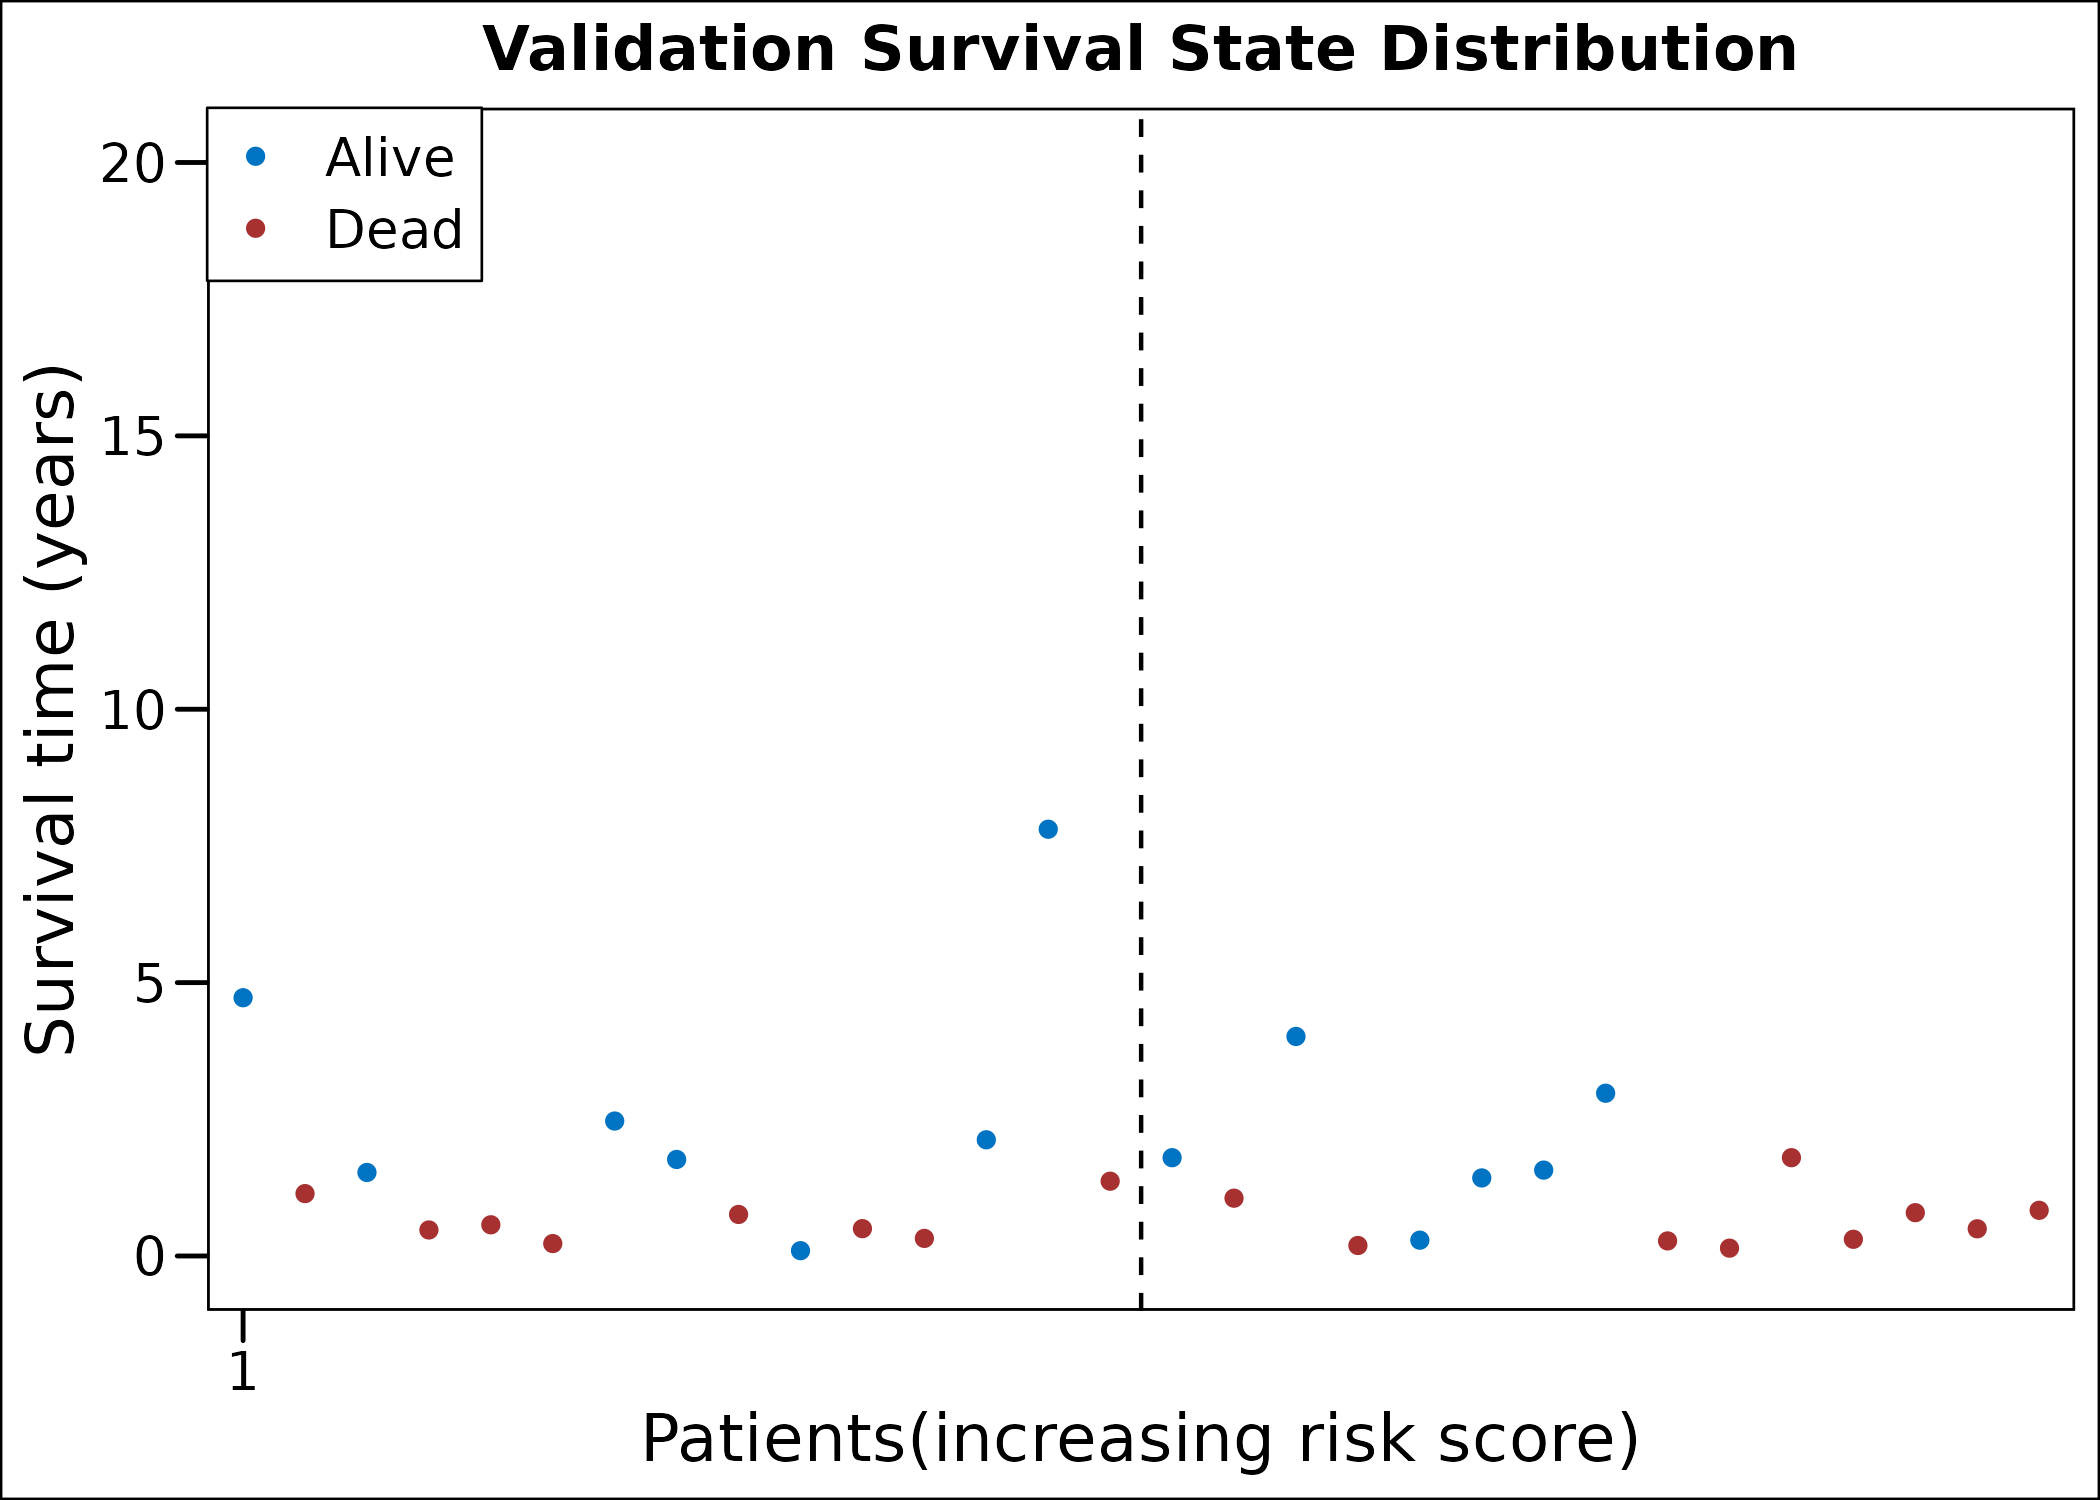 Validation Survival State Distribution
Alive
Dead
20
15
10
5
0
Survival time (years)
1
Patients(increasing risk score)